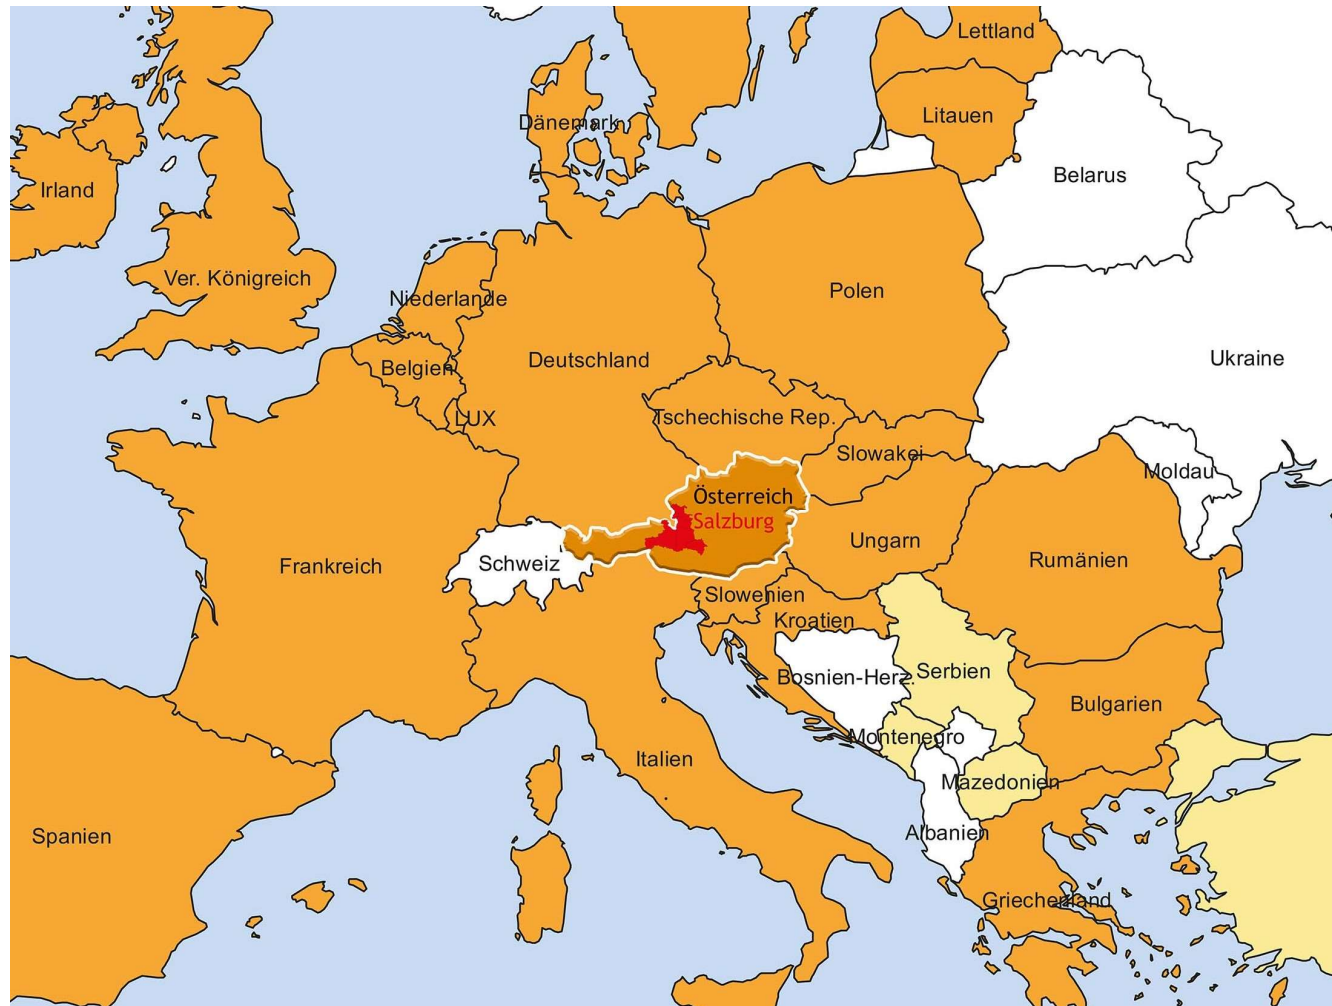 Lettland
Litauen
Dänemark
Belarus
Irland
Ver. Königreich
Polen
Niederlande
Deutschland
Ukraine
Belgien
LUX
Tschechische Rep.
Slowakei
Moldau
Österreich
Salzburg
Ungarn
Rumänien
Schweiz
Frankreich
Slowenien
Kroatien
Serbien
Bosnien-Herz.
Bulgarien
Montenegro
Italien
Mazedonien
Albanien
Spanien
Griechenland